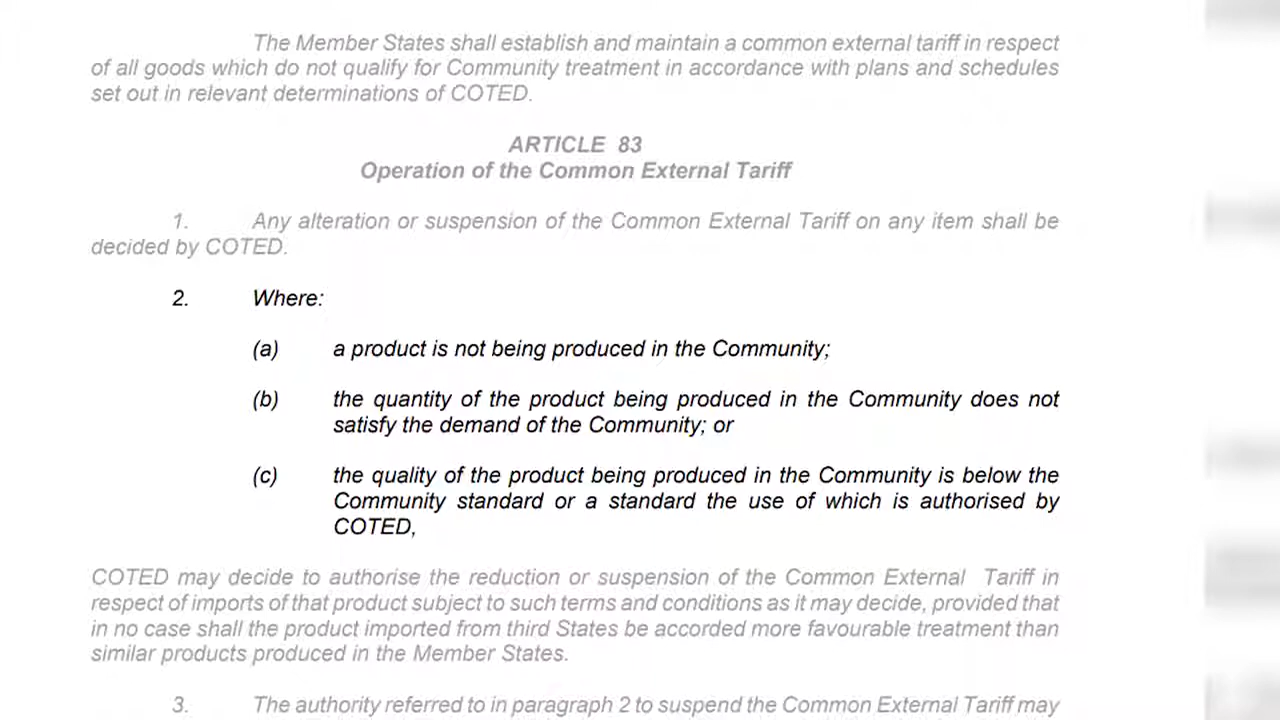 The Member States shall establish and maintain a common external tariff in respect
of all goods which do not qualify for Community treatment in accordance with plans and schedules
set out in relevant determinations of COTED.
ARTICLE 83
Operation of the Common External Tariff
1. Any alteration or suspension of the Common External Tariff on any item shall be
decided by COTED.
2. Where:
(a) a product is not being produced in the Community;
(b) the quantity of the product being produced in the Community does not
satisfy the demand of the Community; or
(c) the quality of the product being produced in the Community is below the
Community standard or a standard the use of which is authorised by
COTED,
COTED may decide to authorise the reduction or suspension of the Common External Tariff in
respect of imports of that product subject to such terms and conditions as it may decide, provided that
in no case shall the product imported from third States be accorded more favourable treatment than
similar products produced in the Member States.
3. The authority referred to in paragraph 2 to suspend the Common External Tariff may